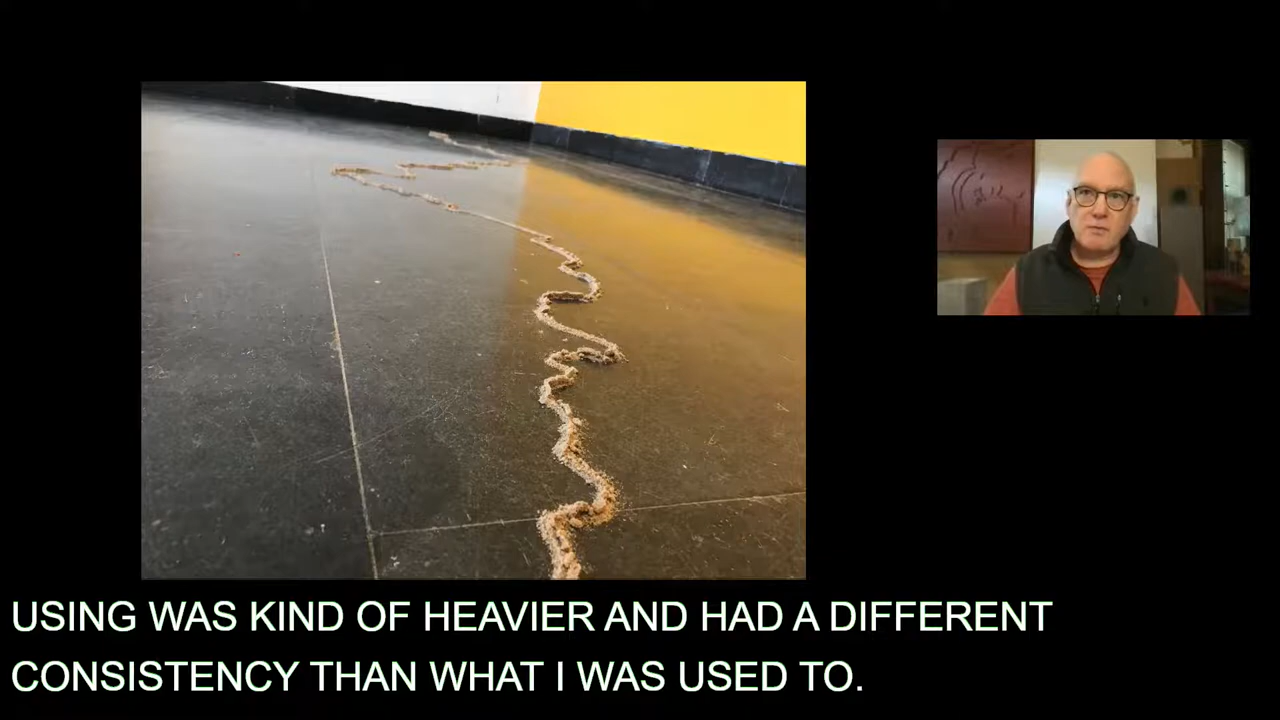 USING WAS KIND OF HEAVIER AND HAD A DIFFERENT
CONSISTENCY THAN WHAT I WAS USED TO.